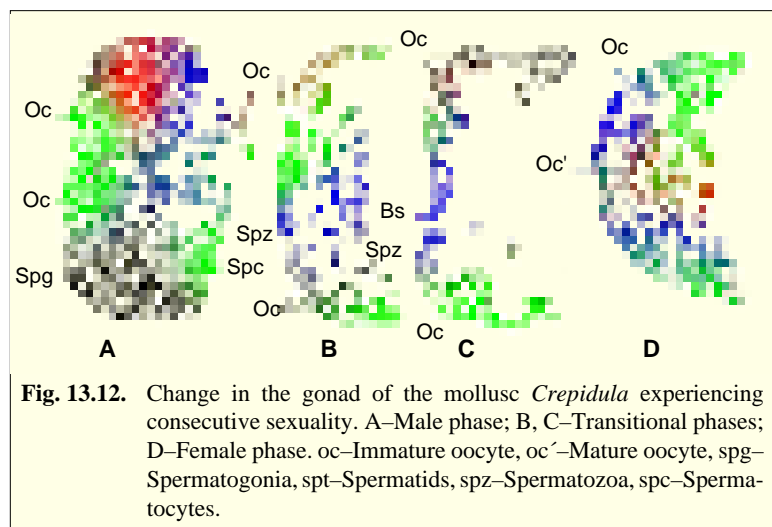 Oc
Oc
Oc
Oc
Oc
Oc'
Oc
Bs
Spz
Spz
Spg
Spc
Oc
Oc
A
B
C
D
Fig. 13.12. Change in the gonad of the mollusc Crepidula experiencing
consecutive sexuality. A–Male phase; B, C–Transitional phases;
D–Female phase. oc–Immature oocyte, oc´–Mature oocyte, spg–
Spermatogonia, spt–Spermatids, spz–Spermatozoa, spc–Sperma-
tocytes.